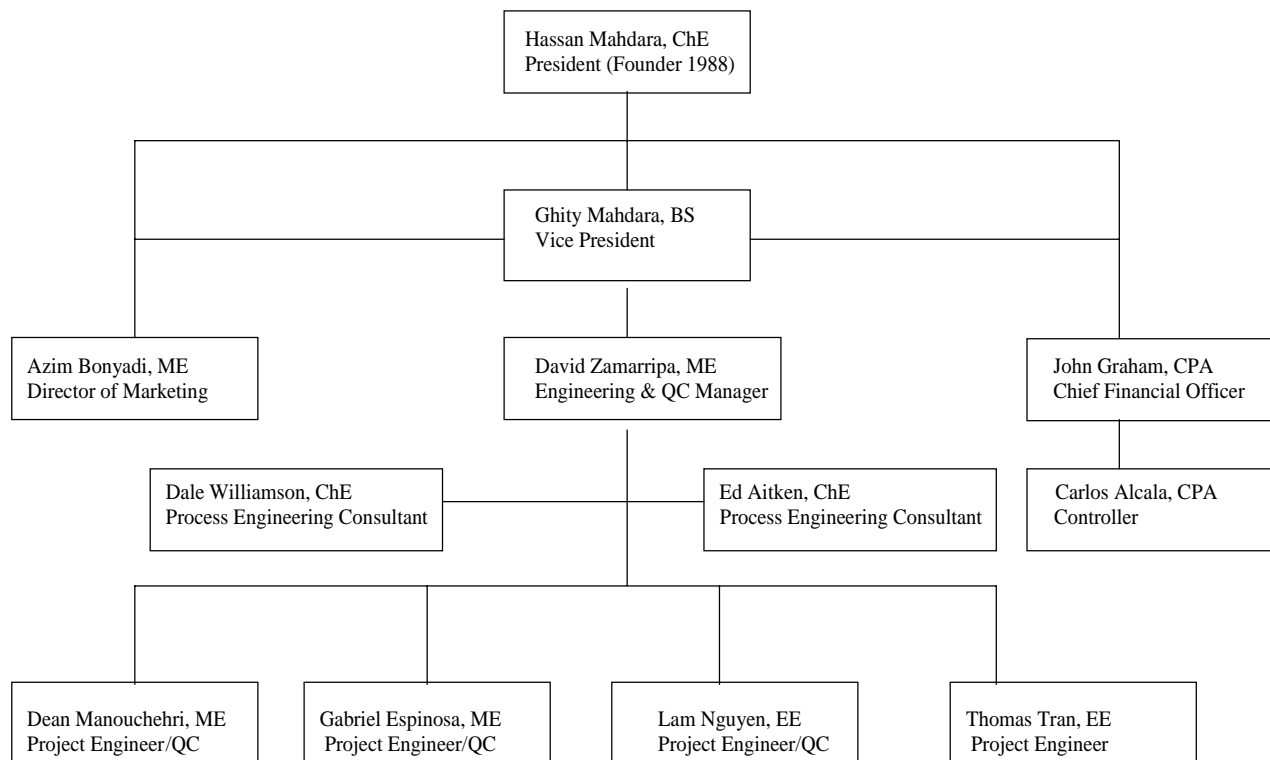 Hassan Mahdara, ChE
President (Founder 1988)
Ghity Mahdara, BS
Vice President
Azim Bonyadi, ME
Director of Marketing
David Zamarripa, ME
Engineering & QC Manager
John Graham, CPA
Chief Financial Officer
Dale Williamson, ChE
Process Engineering Consultant
Ed Aitken, ChE
Process Engineering Consultant
Carlos Alcala, CPA
Controller
Dean Manouchehri, ME
Project Engineer/QC
Gabriel Espinosa, ME
Project Engineer/QC
Lam Nguyen, EE
Project Engineer/QC
Thomas Tran, EE
Project Engineer